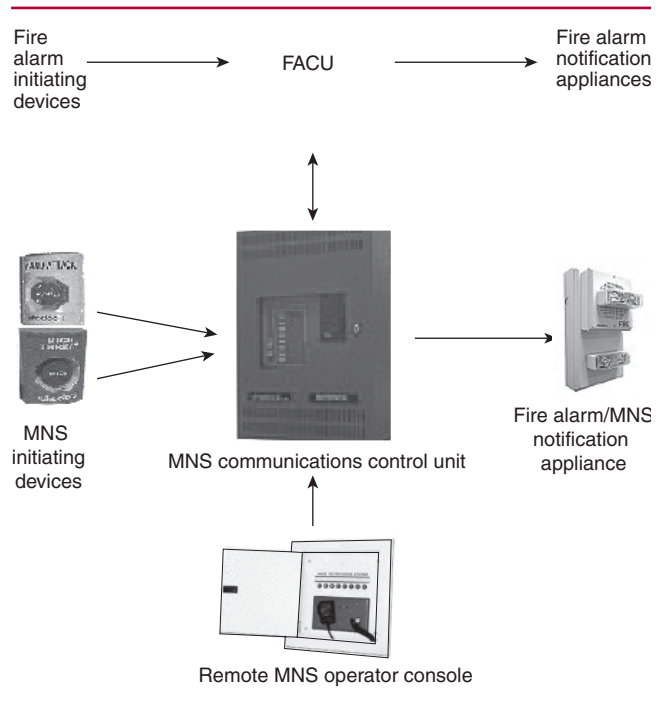 Fire
alarm
initiating
devices
FACU
Fire alarm
notification
appliances
MNS
initiating
devices
MNS communications control unit
Fire alarm/MNS
notification
appliance
Remote MNS operator console